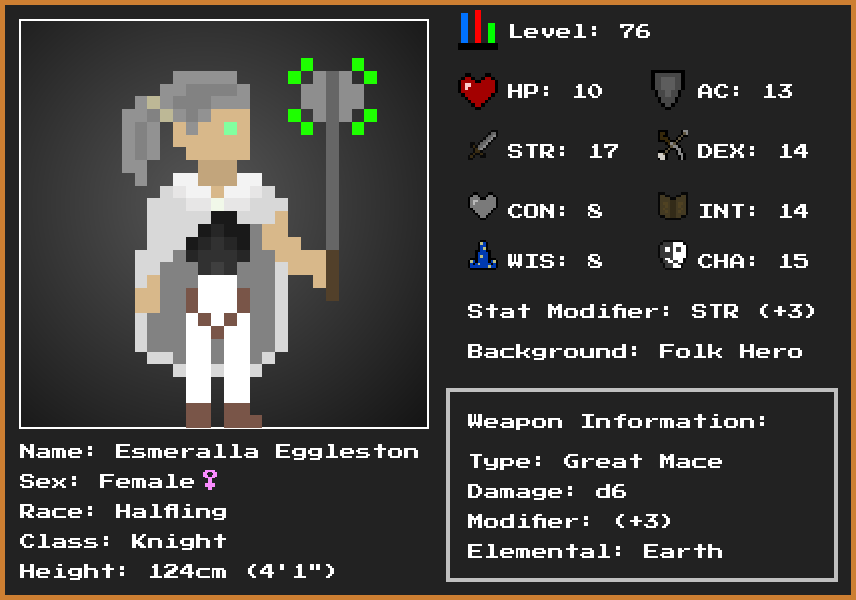 Level: 76
HP: 10 AC: 13
STR: 17 DEX: 14
CON: 8 INT: 14
WIS: 8 CHA: 15
Stat Modifier: STR (+3)
Background: Folk Hero
Weapon Information:
Type: Great Mace
Damage: d6
Modifier: (+3)
Elemental: Earth
Name: Esmeralla Eggleston
Sex: Female♀
Race: Halfling
Class: Knight
Height: 124cm (4'1")